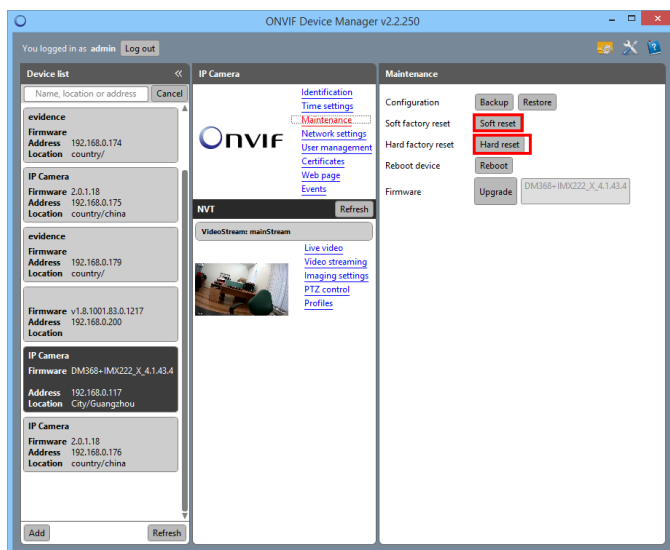 ONVIF Device Manager v2.2.250
You logged in as admin Log out
Device list «
Name, location or address Cancel
evidence
Firmware
Address 192.168.0.174
Location country/
IP Camera
Firmware 2.0.1.18
Address 192.168.0.175
Location country/china
evidence
Firmware
Address 192.168.0.179
Location country/
Firmware v1.8.1001.83.0.1217
Address 192.168.0.200
Location
IP Camera
Firmware DM368+IMX222_X_4.1.43.4
Address 192.168.0.117
Location City/Guangzhou
IP Camera
Firmware 2.0.1.18
Address 192.168.0.176
Location country/china
Add Refresh
IP Camera
ONVIF
Identification
Time settings
Maintenance
Network settings
User management
Certificates
Web page
Events
NVT Refresh
VideoStream: mainStream
Live video
Video streaming
Imaging settings
PTZ control
Profiles
Maintenance
Configuration Backup Restore
Soft factory reset Soft reset
Hard factory reset Hard reset
Reboot device Reboot
Firmware Upgrade DM368+IMX222_X_4.1.43.4